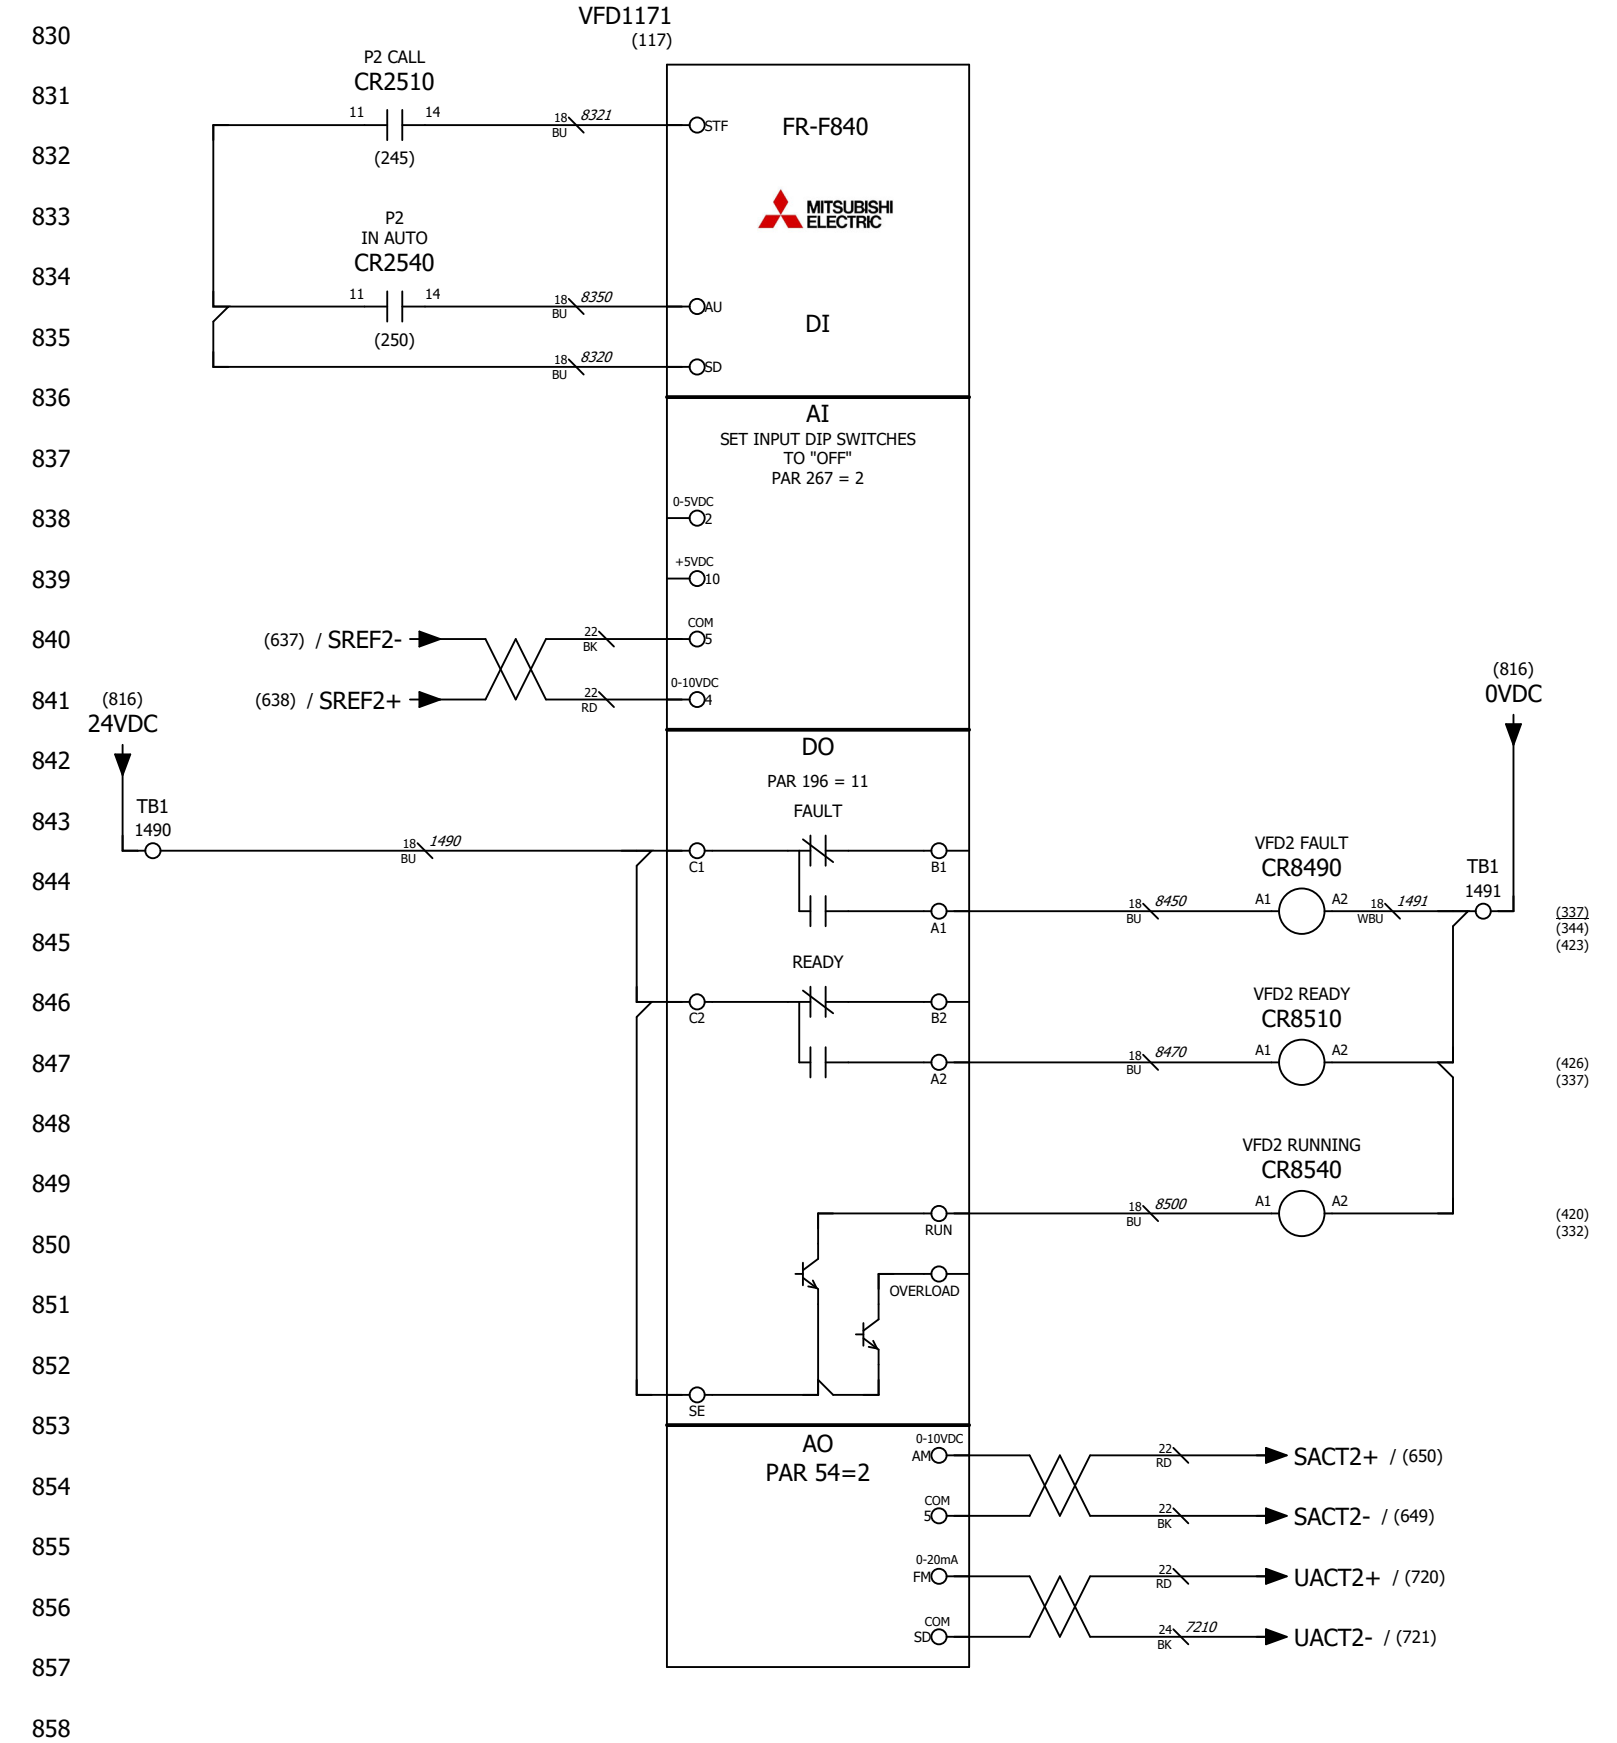 VFD1171
830
(117)
P2 CALL
CR2510
831
11
14
18
8321
BU
STF
FR-F840
832
(245)
MITSUBISHI
ELECTRIC
833
P2
IN AUTO
CR2540
834
11
14
18
8350
BU
AU
DI
835
(250)
18
8320
BU
SD
836
AI
SET INPUT DIP SWITCHES
TO "OFF"
PAR 267 = 2
837
0-5VDC
2
838
+5VDC
10
839
COM
5
840
(637) / SREF2-
22
BK
0-10VDC
4
841
(638) / SREF2+
22
RD
(816)
24VDC
(816)
0VDC
842
DO
PAR 196 = 11
843
TB1
1490
18
1490
BU
FAULT
C1
B1
VFD2 FAULT
CR8490
TB1
1491
844
A1
18
8450
BU
A1
A2
18
1491
WBU
(337)
(344)
(423)
845
READY
846
C2
B2
VFD2 READY
CR8510
847
A2
18
8470
BU
A1
A2
(426)
(337)
848
VFD2 RUNNING
CR8540
849
RUN
18
8500
BU
A1
A2
(420)
(332)
850
OVERLOAD
851
852
SE
853
AO
PAR 54=2
0-10VDC
AM
22
RD
SACT2+ / (650)
854
COM
5
22
BK
SACT2- / (649)
855
0-20mA
FM
22
RD
UACT2+ / (720)
856
COM
SD
24
7210
BK
UACT2- / (721)
857
858